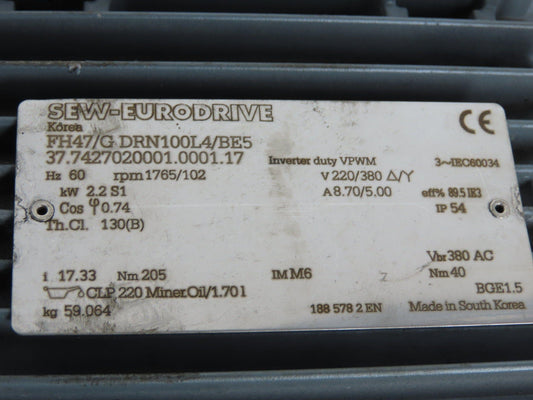 SEW-EURODRIVE
Korea
FH47/G DRN100L4/BE5
37.7427020001.0001.17 Inverter duty VPWM 3~IEC60034
Hz 60 rpm 1765/102 V 220/380 Δ/Y
kW 2.2 S1 A 8.70/5.00 eff% 89.5 IE3
Cos φ 0.74 IP 54
Th.Cl. 130(B)
Vbr 380 AC
i 17.33 Nm 205 IM M6 Nm 40
CLP 220 Miner.Oil/1.70 l BGE1.5
kg 59.064 188 578 2 EN Made in South Korea
CE